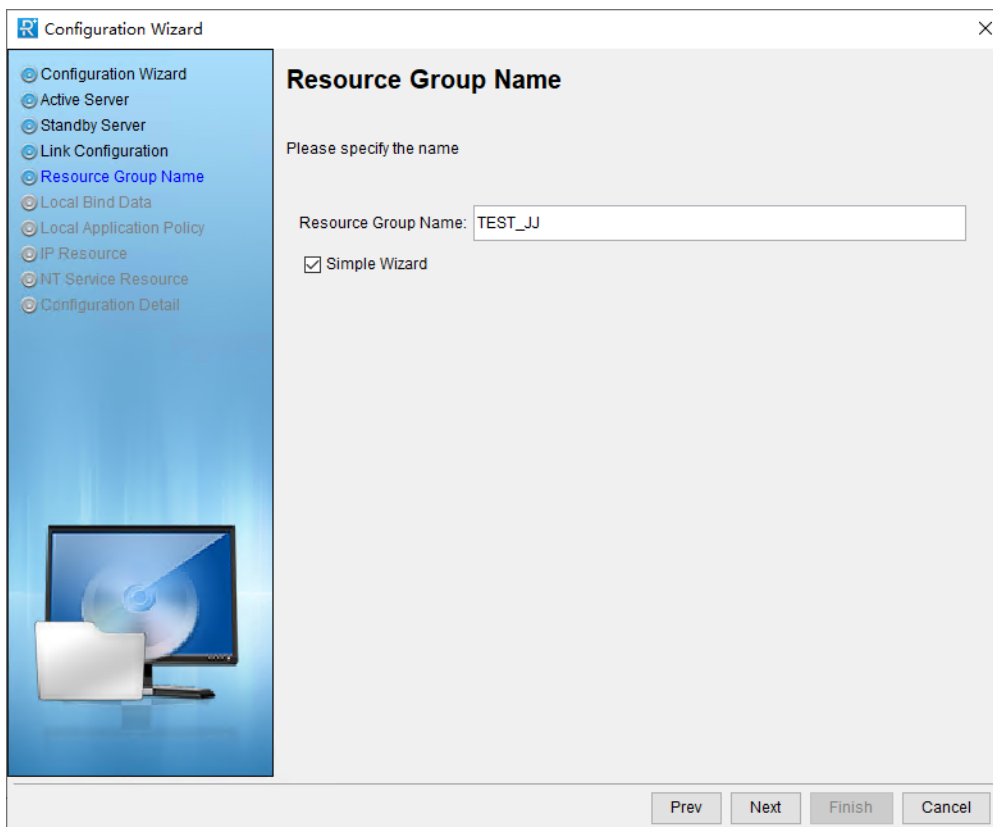 Configuration Wizard
Configuration Wizard
Active Server
Standby Server
Link Configuration
Resource Group Name
Local Bind Data
Local Application Policy
IP Resource
NT Service Resource
Configuration Detail
Resource Group Name
Please specify the name
Resource Group Name: TEST_JJ
Simple Wizard
Prev Next Finish Cancel